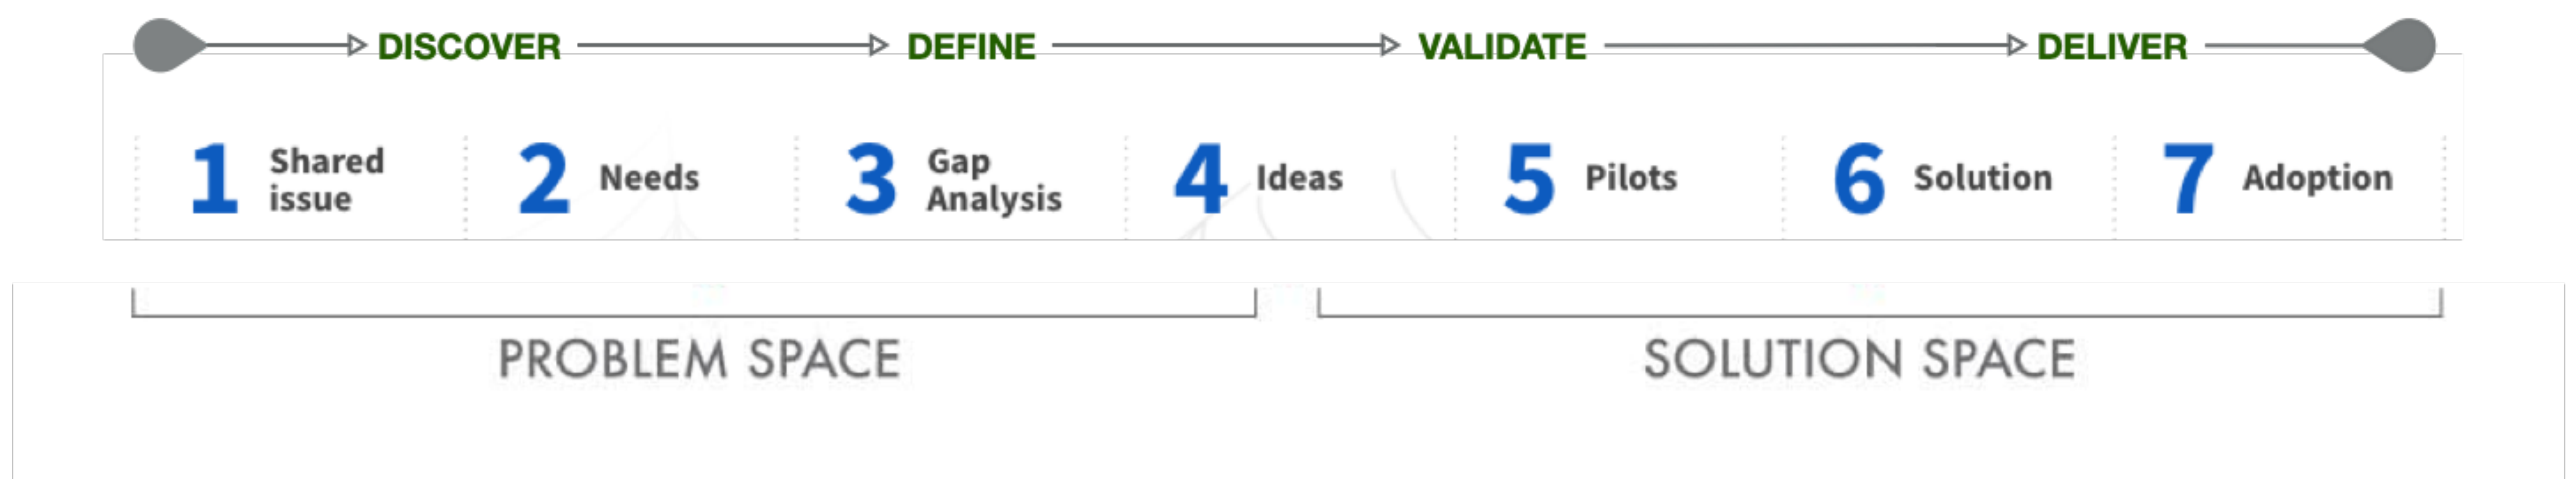 DISCOVER DEFINE VALIDATE DELIVER
1 Shared issue
2 Needs
3 Gap Analysis
4 Ideas
5 Pilots
6 Solution
7 Adoption
PROBLEM SPACE
SOLUTION SPACE